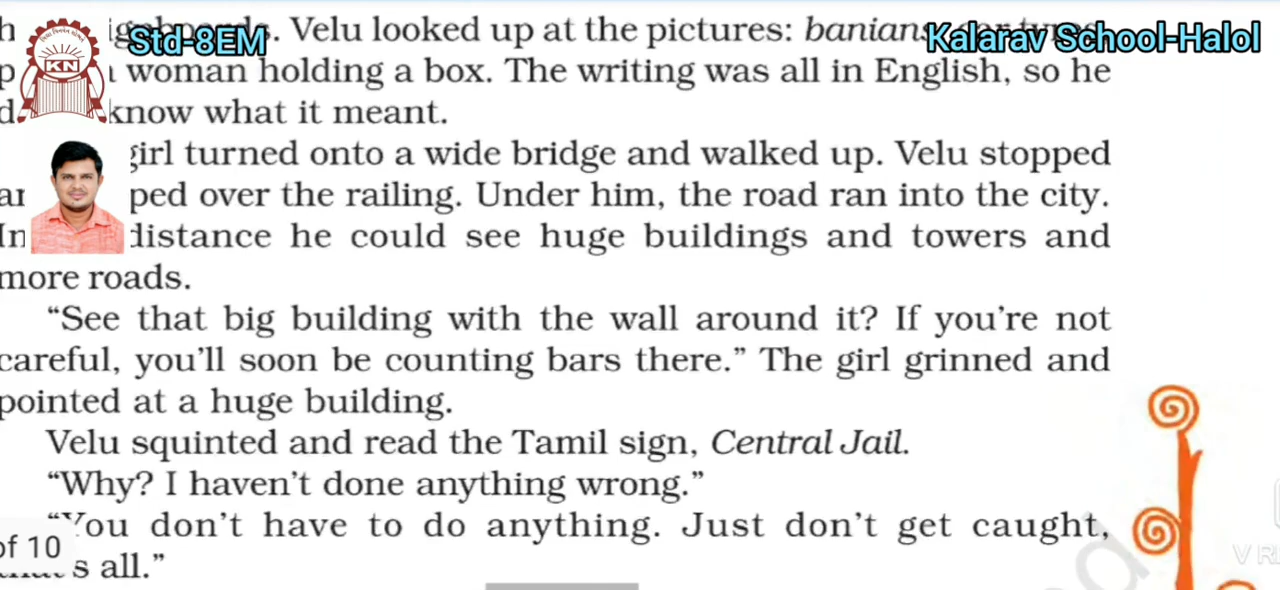 Std-8EM
Kalarav School-Halol
KN
. Velu looked up at the pictures: banians,
woman holding a box. The writing was all in English, so he
know what it meant.
girl turned onto a wide bridge and walked up. Velu stopped
ped over the railing. Under him, the road ran into the city.
In distance he could see huge buildings and towers and
more roads.
“See that big building with the wall around it? If you’re not
careful, you’ll soon be counting bars there.” The girl grinned and
pointed at a huge building.
Velu squinted and read the Tamil sign, Central Jail.
“Why? I haven’t done anything wrong.”
“You don’t have to do anything. Just don’t get caught,
s all.”
of 10